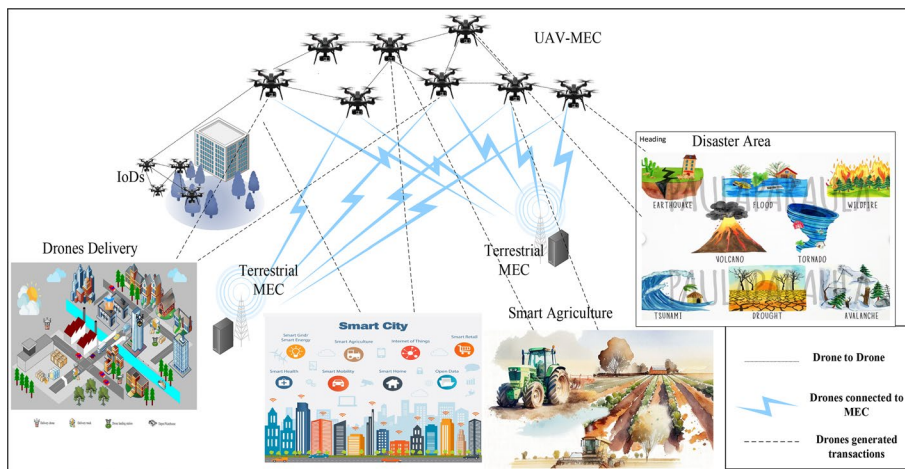 UAV-MEC
IoDs
Heading
Disaster Area
EARTHQUAKE
FLOOD
WILDFIRE
VOLCANO
TORNADO
TSUNAMI
DROUGHT
AVALANCHE
Drones Delivery
Terrestrial
MEC
Terrestrial
MEC
Smart Agriculture
Smart City
Smart Grid/
Smart Energy
Smart Agriculture
Internet of Things
Smart Retail
Smart Health
Smart Mobility
Smart Home
Open Data
Drone to Drone
Drones connected to
MEC
Drones generated
transactions